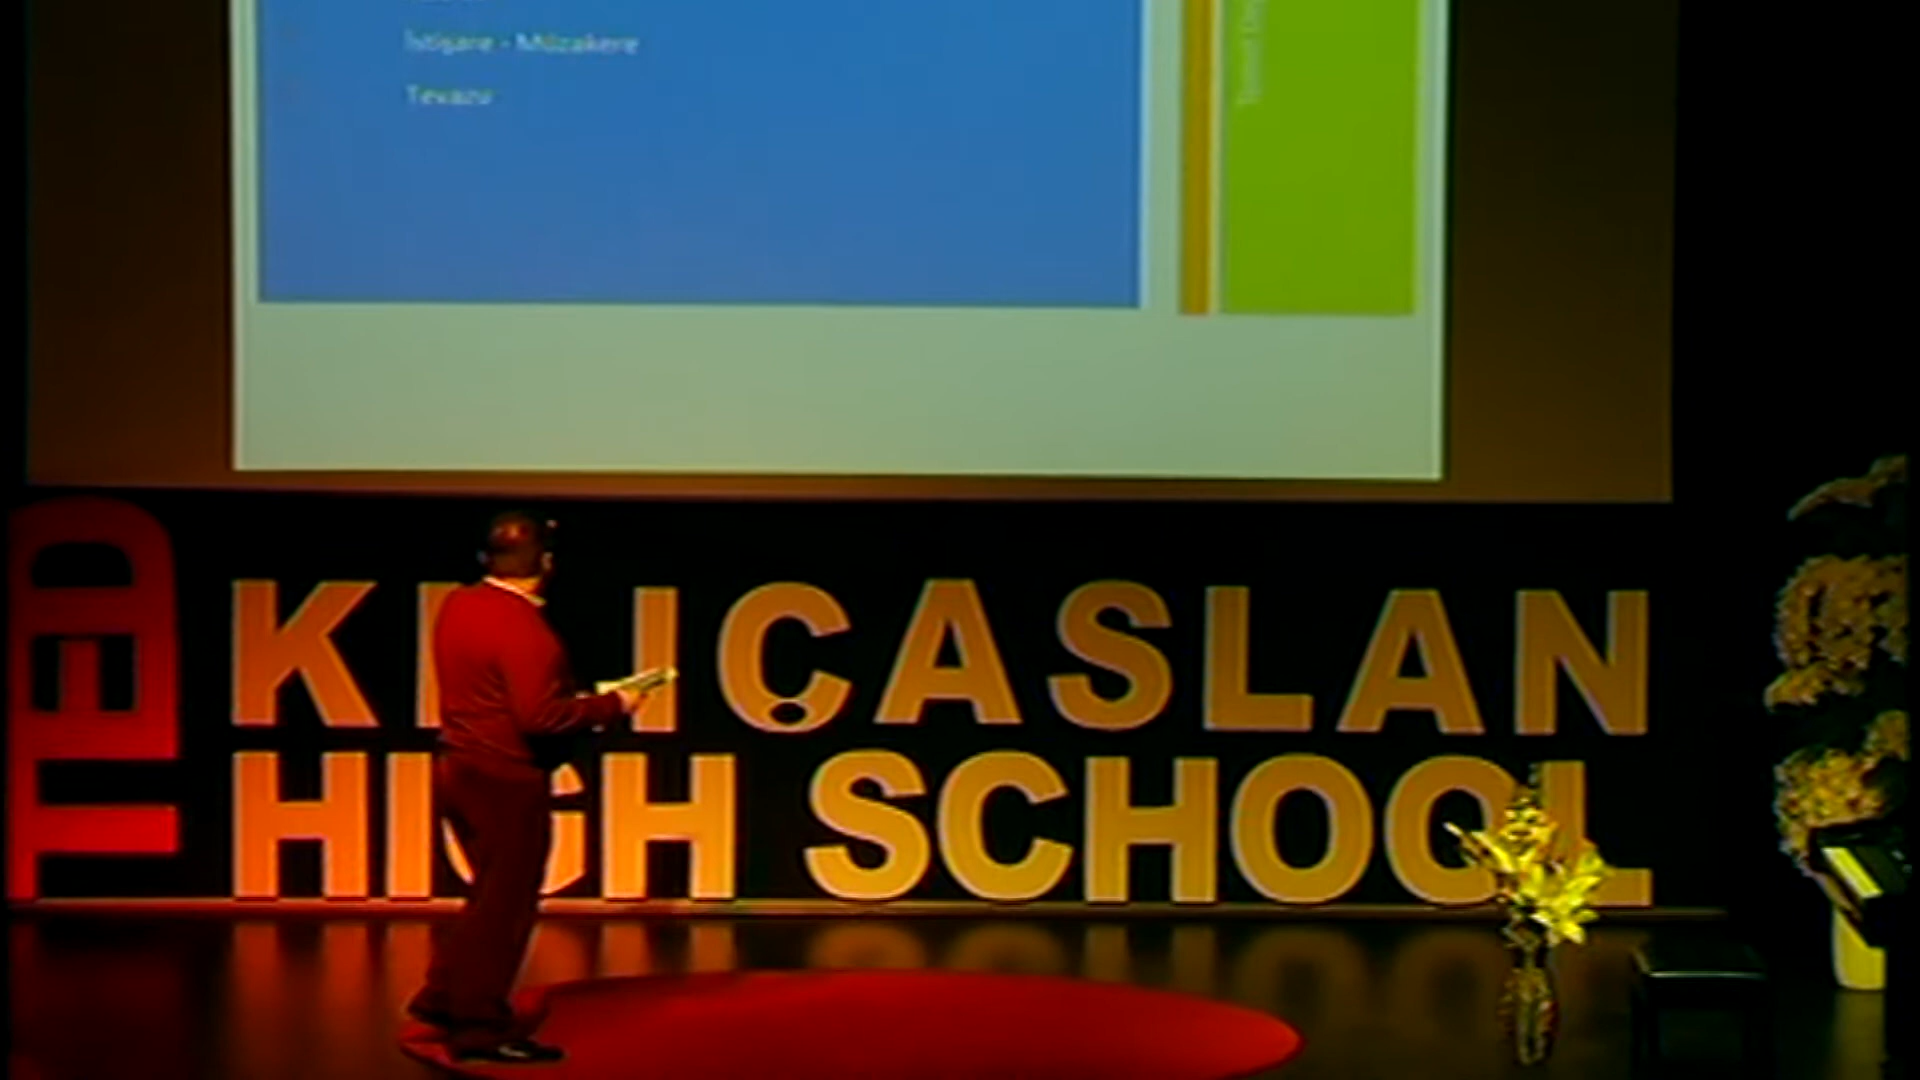 İstişare - Müzakere
Tevazu
TED
KILIÇASLAN
HIGH SCHOOL